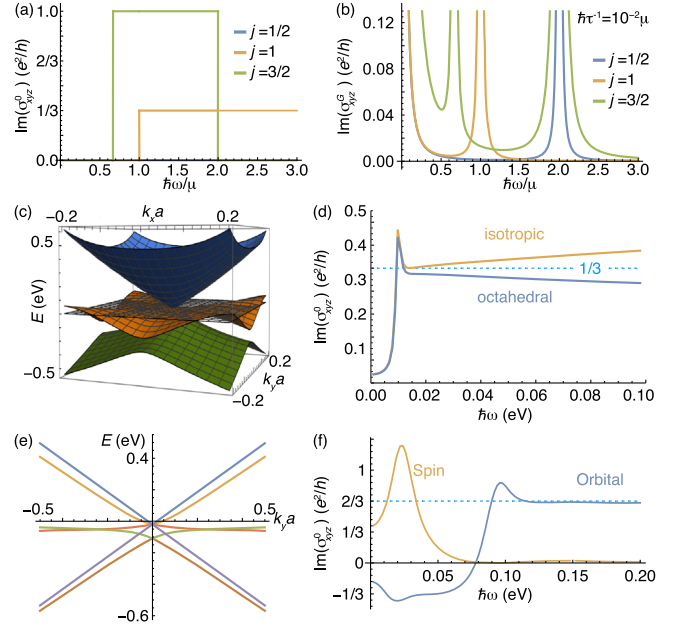 (a)
Im(σ⁰xyz) (e²/h)
1.0
2/3
1/3
0.0
0.0 0.5 1.0 1.5 2.0 2.5 3.0
ħω/μ
j = 1/2
j = 1
j = 3/2
(b)
Im(σᴳxyz) (e²/h)
0.12
0.08
0.04
0.00
0.0 0.5 1.0 1.5 2.0 2.5 3.0
ħω/μ
ħτ⁻¹=10⁻²μ
j = 1/2
j = 1
j = 3/2
(c)
−0.2
kₓa
0.2
0.5
E (eV)
−0.5
0.2
k_y a
−0.2
(d)
Im(σ⁰xyz) (e²/h)
0.5
0.4
0.3
0.2
0.1
0.00 0.02 0.04 0.06 0.08 0.10
ħω (eV)
isotropic
1/3
octahedral
(e)
E (eV)
0.4
−0.5
0.5
k_y a
−0.6
(f)
Im(σ⁰xyz) (e²/h)
1
2/3
1/3
0
−1/3
0.05 0.10 0.15 0.20
ħω (eV)
Spin
Orbital